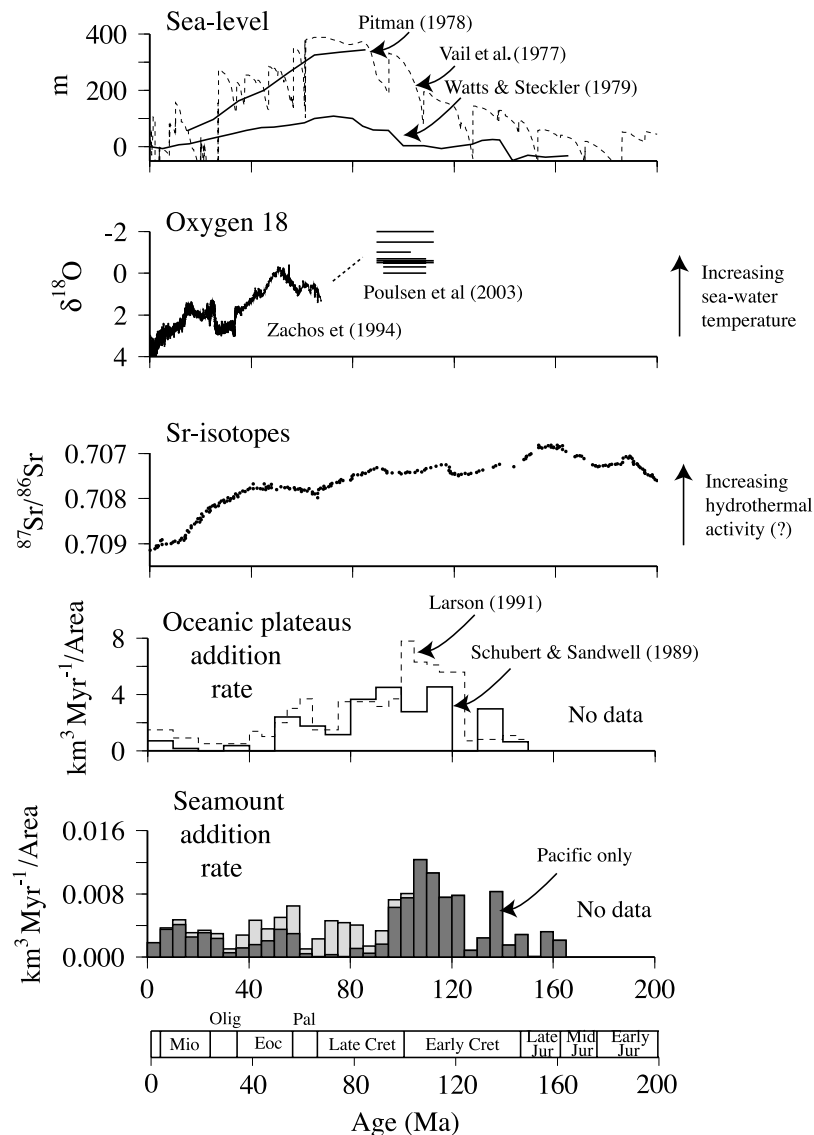 Sea-level
Pitman (1978)
Vail et al. (1977)
Watts & Steckler (1979)
m
400
200
0
Oxygen 18
δ18O
-2
0
2
4
Poulsen et al (2003)
Zachos et (1994)
Increasing
sea-water
temperature
Sr-isotopes
87Sr/86Sr
0.707
0.708
0.709
Increasing
hydrothermal
activity (?)
Oceanic plateaus
addition
rate
Larson (1991)
Schubert & Sandwell (1989)
No data
km3 Myr-1/Area
8
4
0
Seamount
addition
rate
Pacific only
No data
km3 Myr-1/Area
0.016
0.008
0.000
0 40 80 120 160 200
Olig Pal
Mio Eoc Late Cret Early Cret Late Jur Mid Jur Early Jur
0 40 80 120 160 200
Age (Ma)